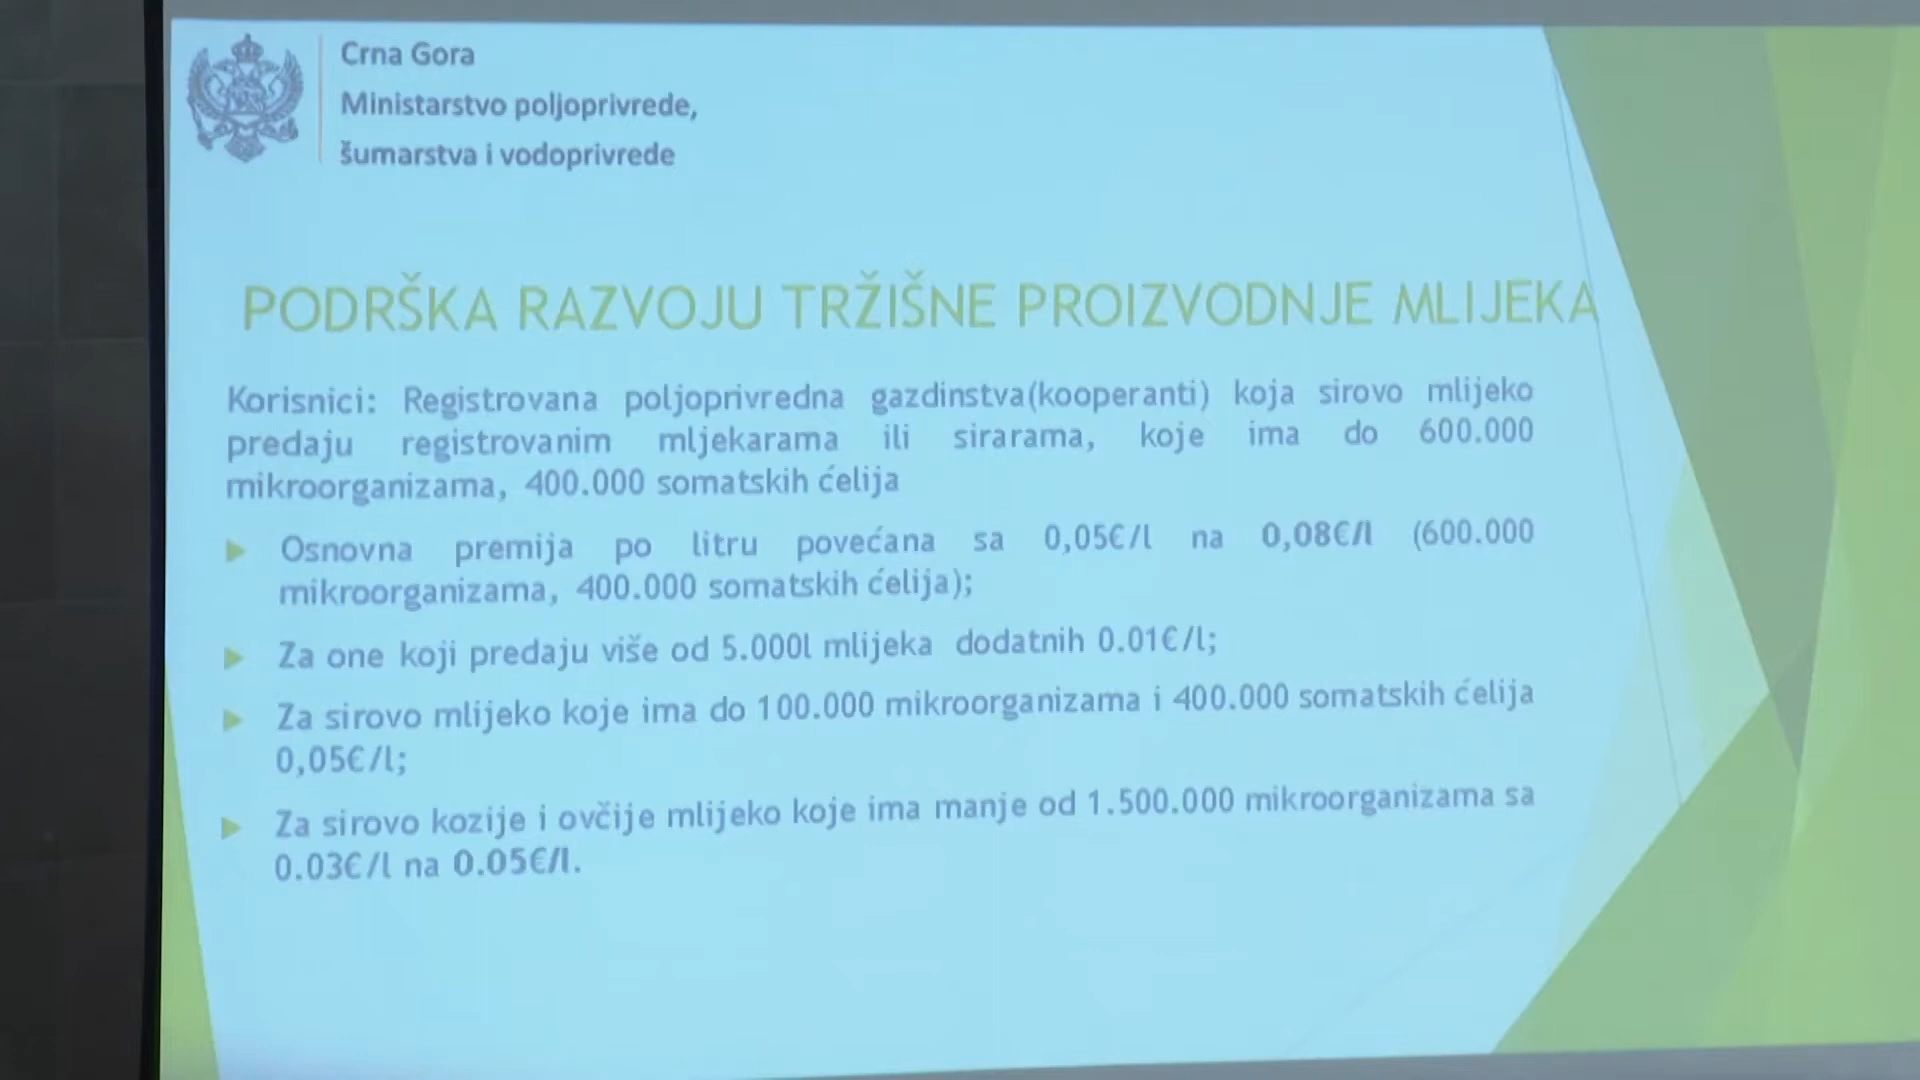 Crna Gora
Ministarstvo poljoprivrede,
šumarstva i vodoprivrede
PODRŠKA RAZVOJU TRŽIŠNE PROIZVODNJE MLIJEKA
Korisnici: Registrovana poljoprivredna gazdinstva(kooperanti) koja sirovo mlijeko
predaju registrovanim mljekarama ili sirarama, koje ima do 600.000
mikroorganizama, 400.000 somatskih ćelija
Osnovna premija po litru povećana sa 0,05€/l na 0,08€/l (600.000
mikroorganizama, 400.000 somatskih ćelija);
Za one koji predaju više od 5.000l mlijeka dodatnih 0.01€/l;
Za sirovo mlijeko koje ima do 100.000 mikroorganizama i 400.000 somatskih ćelija
0,05€/l;
Za sirovo kozije i ovčije mlijeko koje ima manje od 1.500.000 mikroorganizama sa
0.03€/l na 0.05€/l.